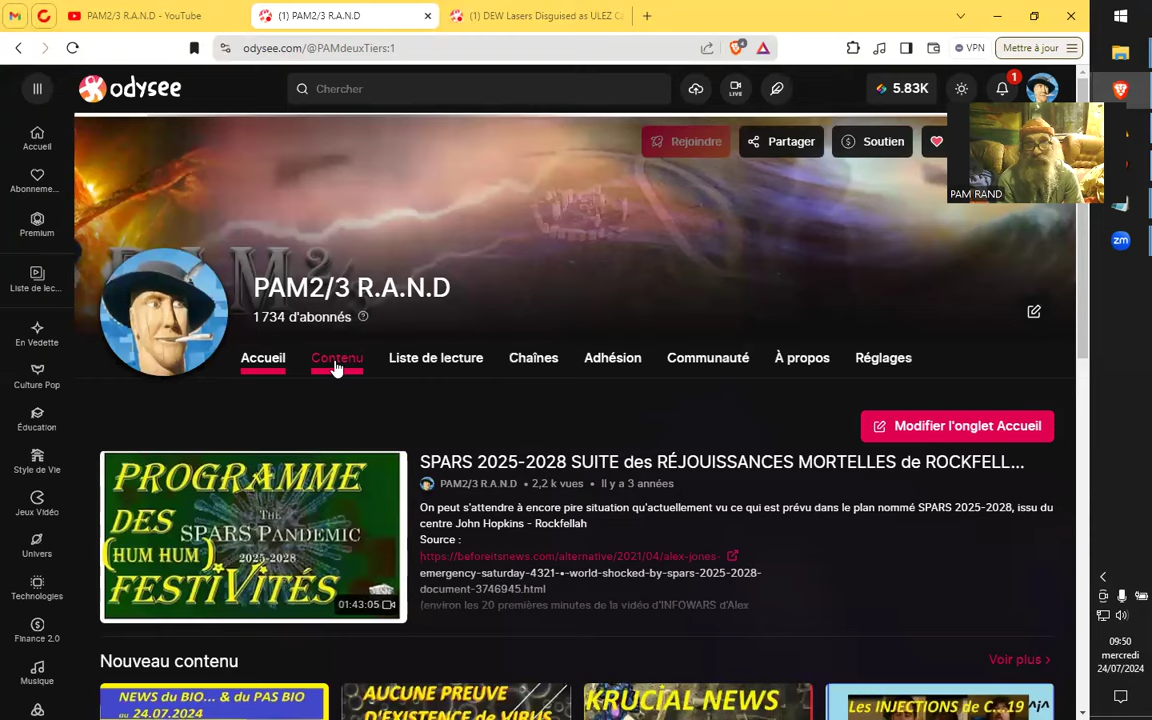 PAM2/3 R.A.N.D - YouTube
(1) PAM2/3 R.A.N.D
(1) DEW Lasers Disguised as ULEZ C
odysee.com/@PAMdeuxTiers:1
4
VPN
Mettre à jour
odysee
Chercher
LIVE
5.83K
1
Rejoindre
Partager
Soutien
PAM RAND
Accueil
Abonneme...
Premium
Liste de lec...
En Vedette
Culture Pop
Éducation
Style de Vie
Jeux Vidéo
Univers
Technologies
Finance 2.0
Musique
PAM2/3 R.A.N.D
1 734 d'abonnés
Accueil
Contenu
Liste de lecture
Chaînes
Adhésion
Communauté
À propos
Réglages
Modifier l'onglet Accueil
PROGRAMME
DES
THE
SPARS PANDEMIC
2025-2028
(HUM HUM)
FESTIVITÉS
01:43:05
SPARS 2025-2028 SUITE des RÉJOUISSANCES MORTELLES de ROCKFELL...
PAM2/3 R.A.N.D • 2,2 k vues • Il y a 3 années
On peut s'attendre à encore pire situation qu'actuellement vu ce qui est prévu dans le plan nommé SPARS 2025-2028, issu du
centre John Hopkins - Rockfellah
Source :
https://beforeitsnews.com/alternative/2021/04/alex-jones-
emergency-saturday-4321-•-world-shocked-by-spars-2025-2028-
document-3746945.html
(environ les 20 premières minutes de la vidéo d'INFOWARS d'Alex
Nouveau contenu
Voir plus
NEWS du BIO... & du PAS BIO
au 24.07.2024
AUCUNE PREUVE
D'EXISTENCE de VIRUS
KRUCIAL NEWS
Les INJECTIONS de C...19
zm
09:50
mercredi
24/07/2024